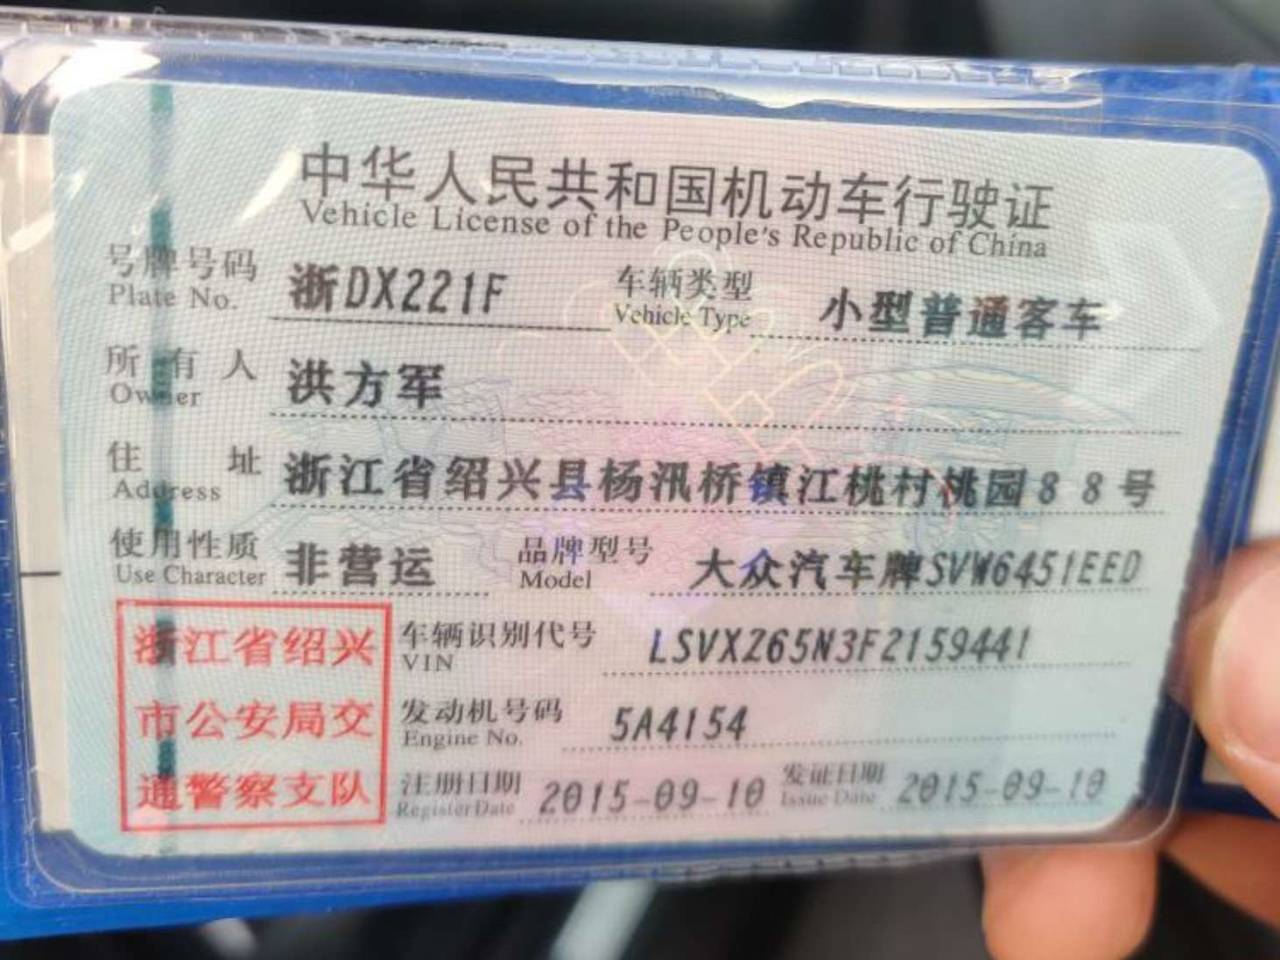 中华人民共和国机动车行驶证
Vehicle License of the People's Republic of China
号牌号码 浙DX221F 车辆类型 小型普通客车
Plate No. Vehicle Type
所有人 洪方军
Owner
住址 浙江省绍兴县杨汛桥镇江桃村桃园88号
Address
使用性质 非营运 品牌型号 大众汽车牌SVW6451EED
Use Character Model
浙江省绍兴 车辆识别代号 LSVXZ65N3F2159441
VIN
市公安局交 发动机号码 5A4154
Engine No.
通警察支队 注册日期 2015-09-10 发证日期 2015-09-10
Register Date Issue Date